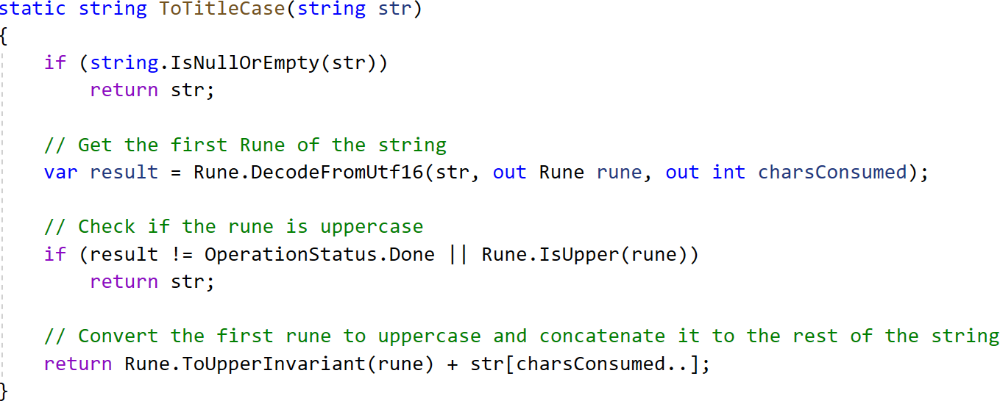 static string ToTitleCase(string str)
{
    if (string.IsNullOrEmpty(str))
        return str;

    // Get the first Rune of the string
    var result = Rune.DecodeFromUtf16(str, out Rune rune, out int charsConsumed);

    // Check if the rune is uppercase
    if (result != OperationStatus.Done || Rune.IsUpper(rune))
        return str;

    // Convert the first rune to uppercase and concatenate it to the rest of the string
    return Rune.ToUpperInvariant(rune) + str[charsConsumed..];
}